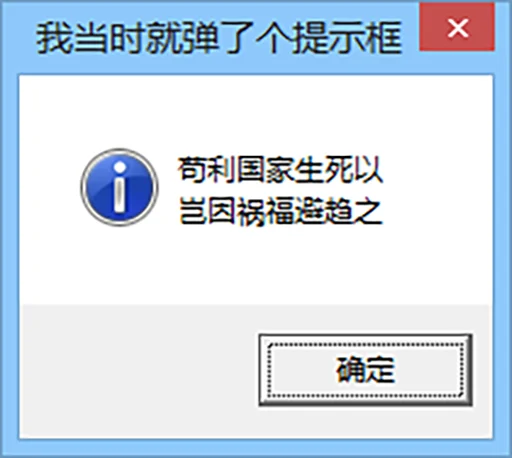 我当时就弹了个提示框
苟利国家生死以
岂因祸福避趋之
确定